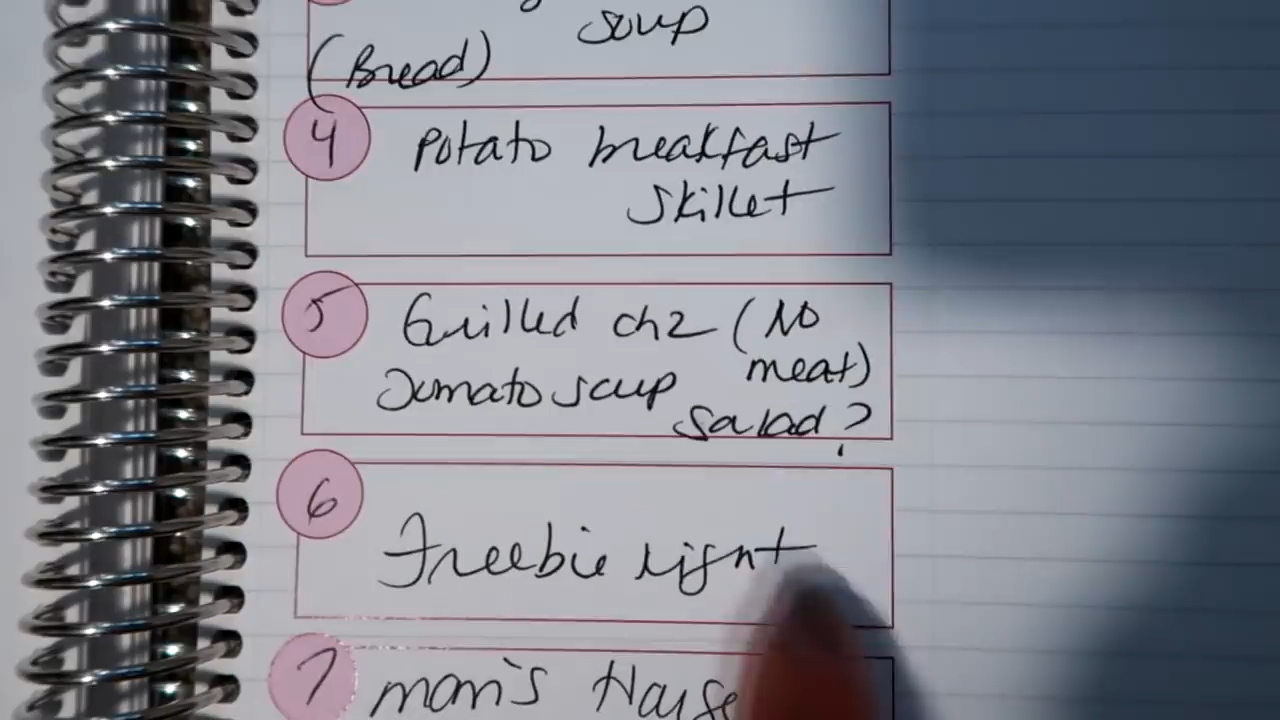 soup
(Bread)
4
Potato breakfast
skillet
5
Grilled chz (No
meat)
Tomato soup
salad?
6
Freebie night
7
mom's House